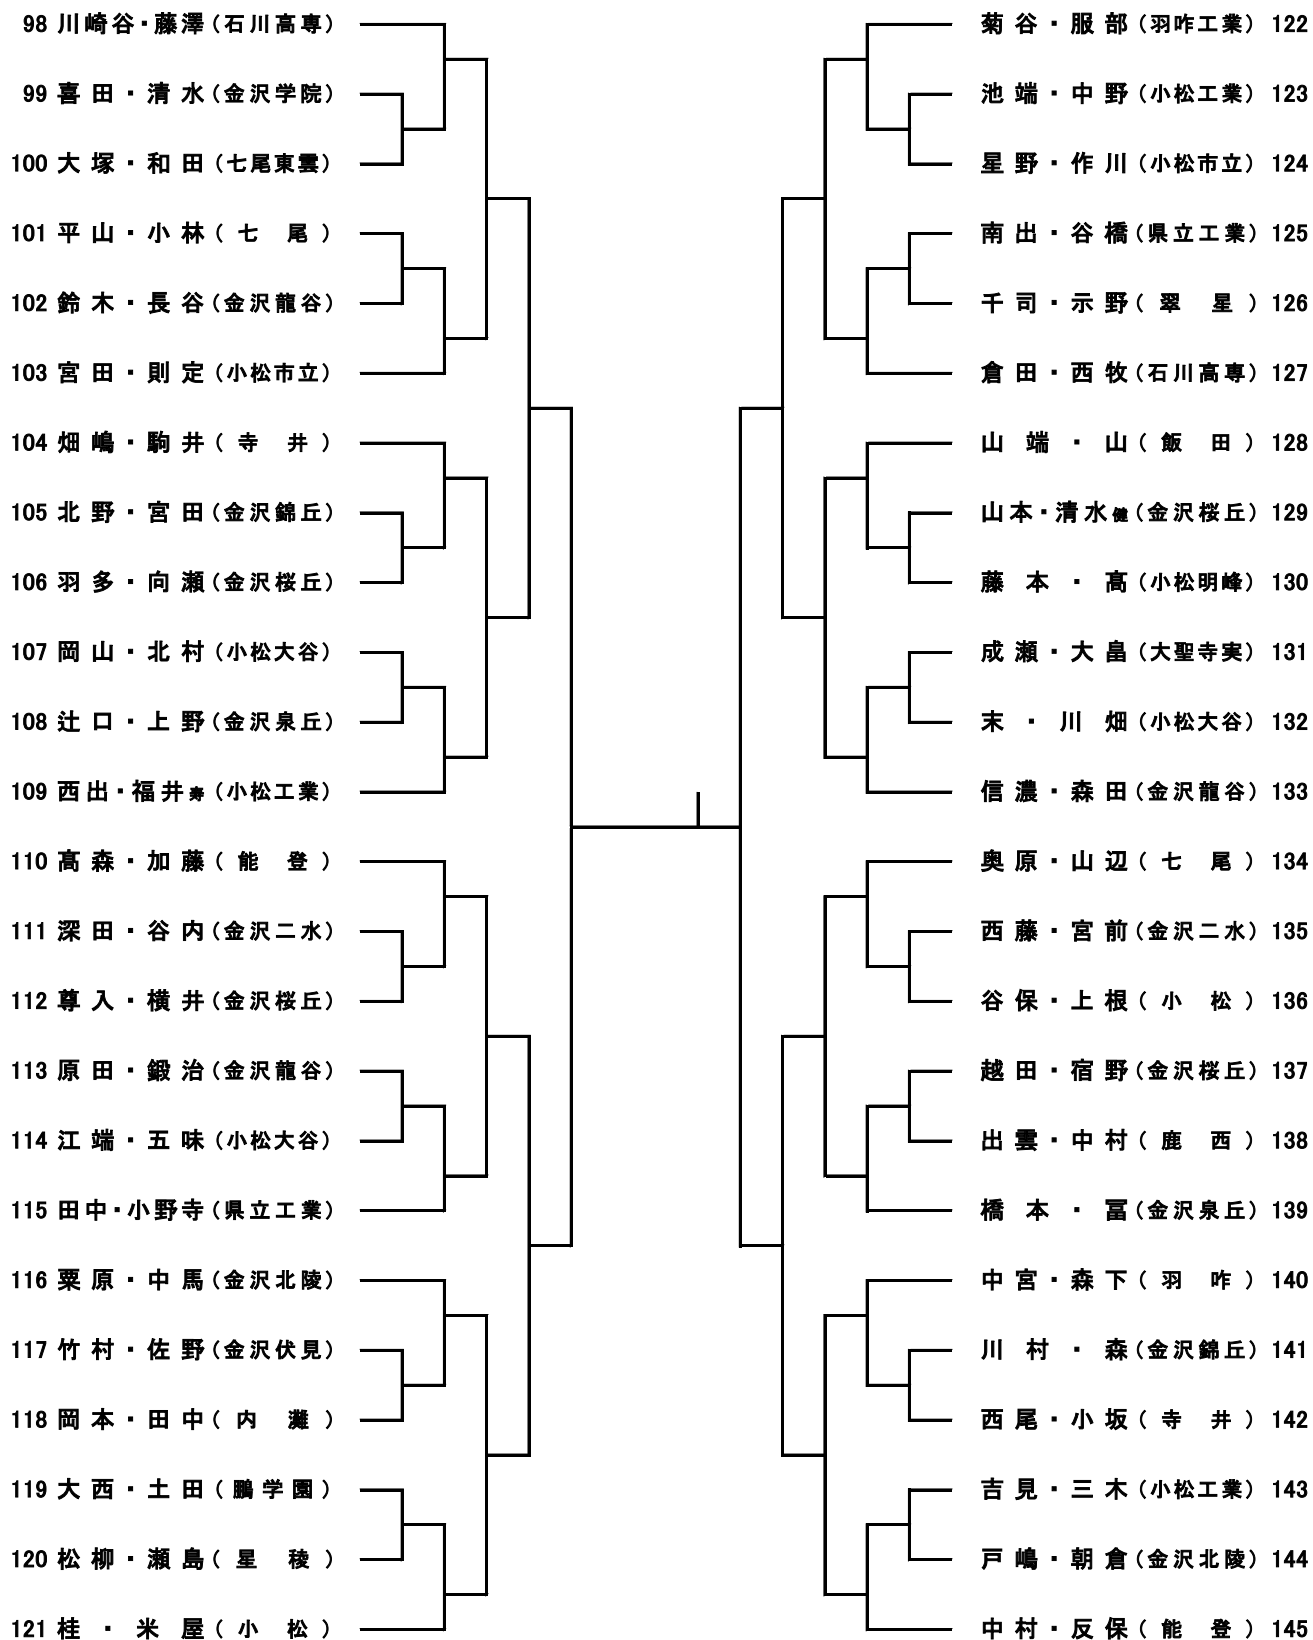 98 川崎谷・藤澤(石川高専)
99 喜田・清水(金沢学院)
100 大塚・和田(七尾東雲)
101 平山・小林(七尾)
102 鈴木・長谷(金沢龍谷)
103 宮田・則定(小松市立)
104 畑嶋・駒井(寺井)
105 北野・宮田(金沢錦丘)
106 羽多・向瀬(金沢桜丘)
107 岡山・北村(小松大谷)
108 辻口・上野(金沢泉丘)
109 西出・福井寿(小松工業)
110 髙森・加藤(能登)
111 深田・谷内(金沢二水)
112 尊入・横井(金沢桜丘)
113 原田・鍛治(金沢龍谷)
114 江端・五味(小松大谷)
115 田中・小野寺(県立工業)
116 粟原・中馬(金沢北陵)
117 竹村・佐野(金沢伏見)
118 岡本・田中(内灘)
119 大西・土田(鵬学園)
120 松柳・瀬島(星稜)
121 桂・米屋(小松)
菊谷・服部(羽咋工業) 122
池端・中野(小松工業) 123
星野・作川(小松市立) 124
南出・谷橋(県立工業) 125
千司・示野(翠星) 126
倉田・西牧(石川高専) 127
山端・山(飯田) 128
山本・清水健(金沢桜丘) 129
藤本・髙(小松明峰) 130
成瀬・大畠(大聖寺実) 131
末・川畑(小松大谷) 132
信濃・森田(金沢龍谷) 133
奥原・山辺(七尾) 134
西藤・宮前(金沢二水) 135
谷保・上根(小松) 136
越田・宿野(金沢桜丘) 137
出雲・中村(鹿西) 138
橋本・冨(金沢泉丘) 139
中宮・森下(羽咋) 140
川村・森(金沢錦丘) 141
西尾・小坂(寺井) 142
吉見・三木(小松工業) 143
戸嶋・朝倉(金沢北陵) 144
中村・反保(能登) 145